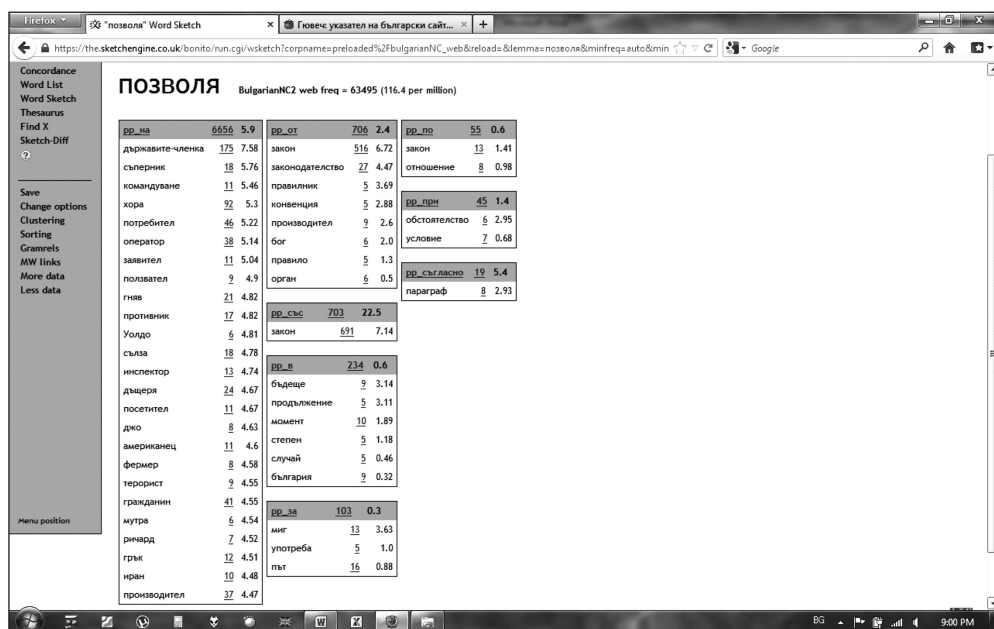 Firefox
"позволя" Word Sketch
Гювеч: указател на български сайт...
https://the.sketchengine.co.uk/bonito/run.cgi/wsketch?corpname=preloaded%2FbulgarianNC_web&reload=&lemma=позволя&minfreq=auto&min
Google
Concordance
Word List
Word Sketch
Thesaurus
Find X
Sketch-Diff
?
Save
Change options
Clustering
Sorting
Gramrels
MW links
More data
Less data
Menu position
ПОЗВОЛЯ BulgarianNC2 web freq = 63495 (116.4 per million)
pp_на 6656 5.9
държавите-членка 175 7.58
съперник 18 5.76
командуване 11 5.46
хора 92 5.3
потребител 46 5.22
оператор 38 5.14
заявител 11 5.04
ползвател 9 4.9
гняв 21 4.82
противник 17 4.82
Уолдо 6 4.81
сълза 18 4.78
инспектор 13 4.74
дъщеря 24 4.67
посетител 11 4.67
джо 8 4.63
американец 11 4.6
фермер 8 4.58
терорист 9 4.55
гражданин 41 4.55
мутра 6 4.54
ричард 7 4.52
грък 12 4.51
иран 10 4.48
производител 37 4.47
pp_от 706 2.4
закон 516 6.72
законодателство 27 4.47
правилник 5 3.69
конвенция 5 2.88
производител 9 2.6
бог 6 2.0
правило 5 1.3
орган 6 0.5
pp_със 703 22.5
закон 691 7.14
pp_в 234 0.6
бъдеще 9 3.14
продължение 5 3.11
момент 10 1.89
степен 5 1.18
случай 5 0.46
българия 9 0.32
pp_за 103 0.3
миг 13 3.63
употреба 5 1.0
път 16 0.88
pp_по 55 0.6
закон 13 1.41
отношение 8 0.98
pp_при 45 1.4
обстоятелство 6 2.95
условие 7 0.68
pp_съгласно 19 5.4
параграф 8 2.93
BG 9:00 PM